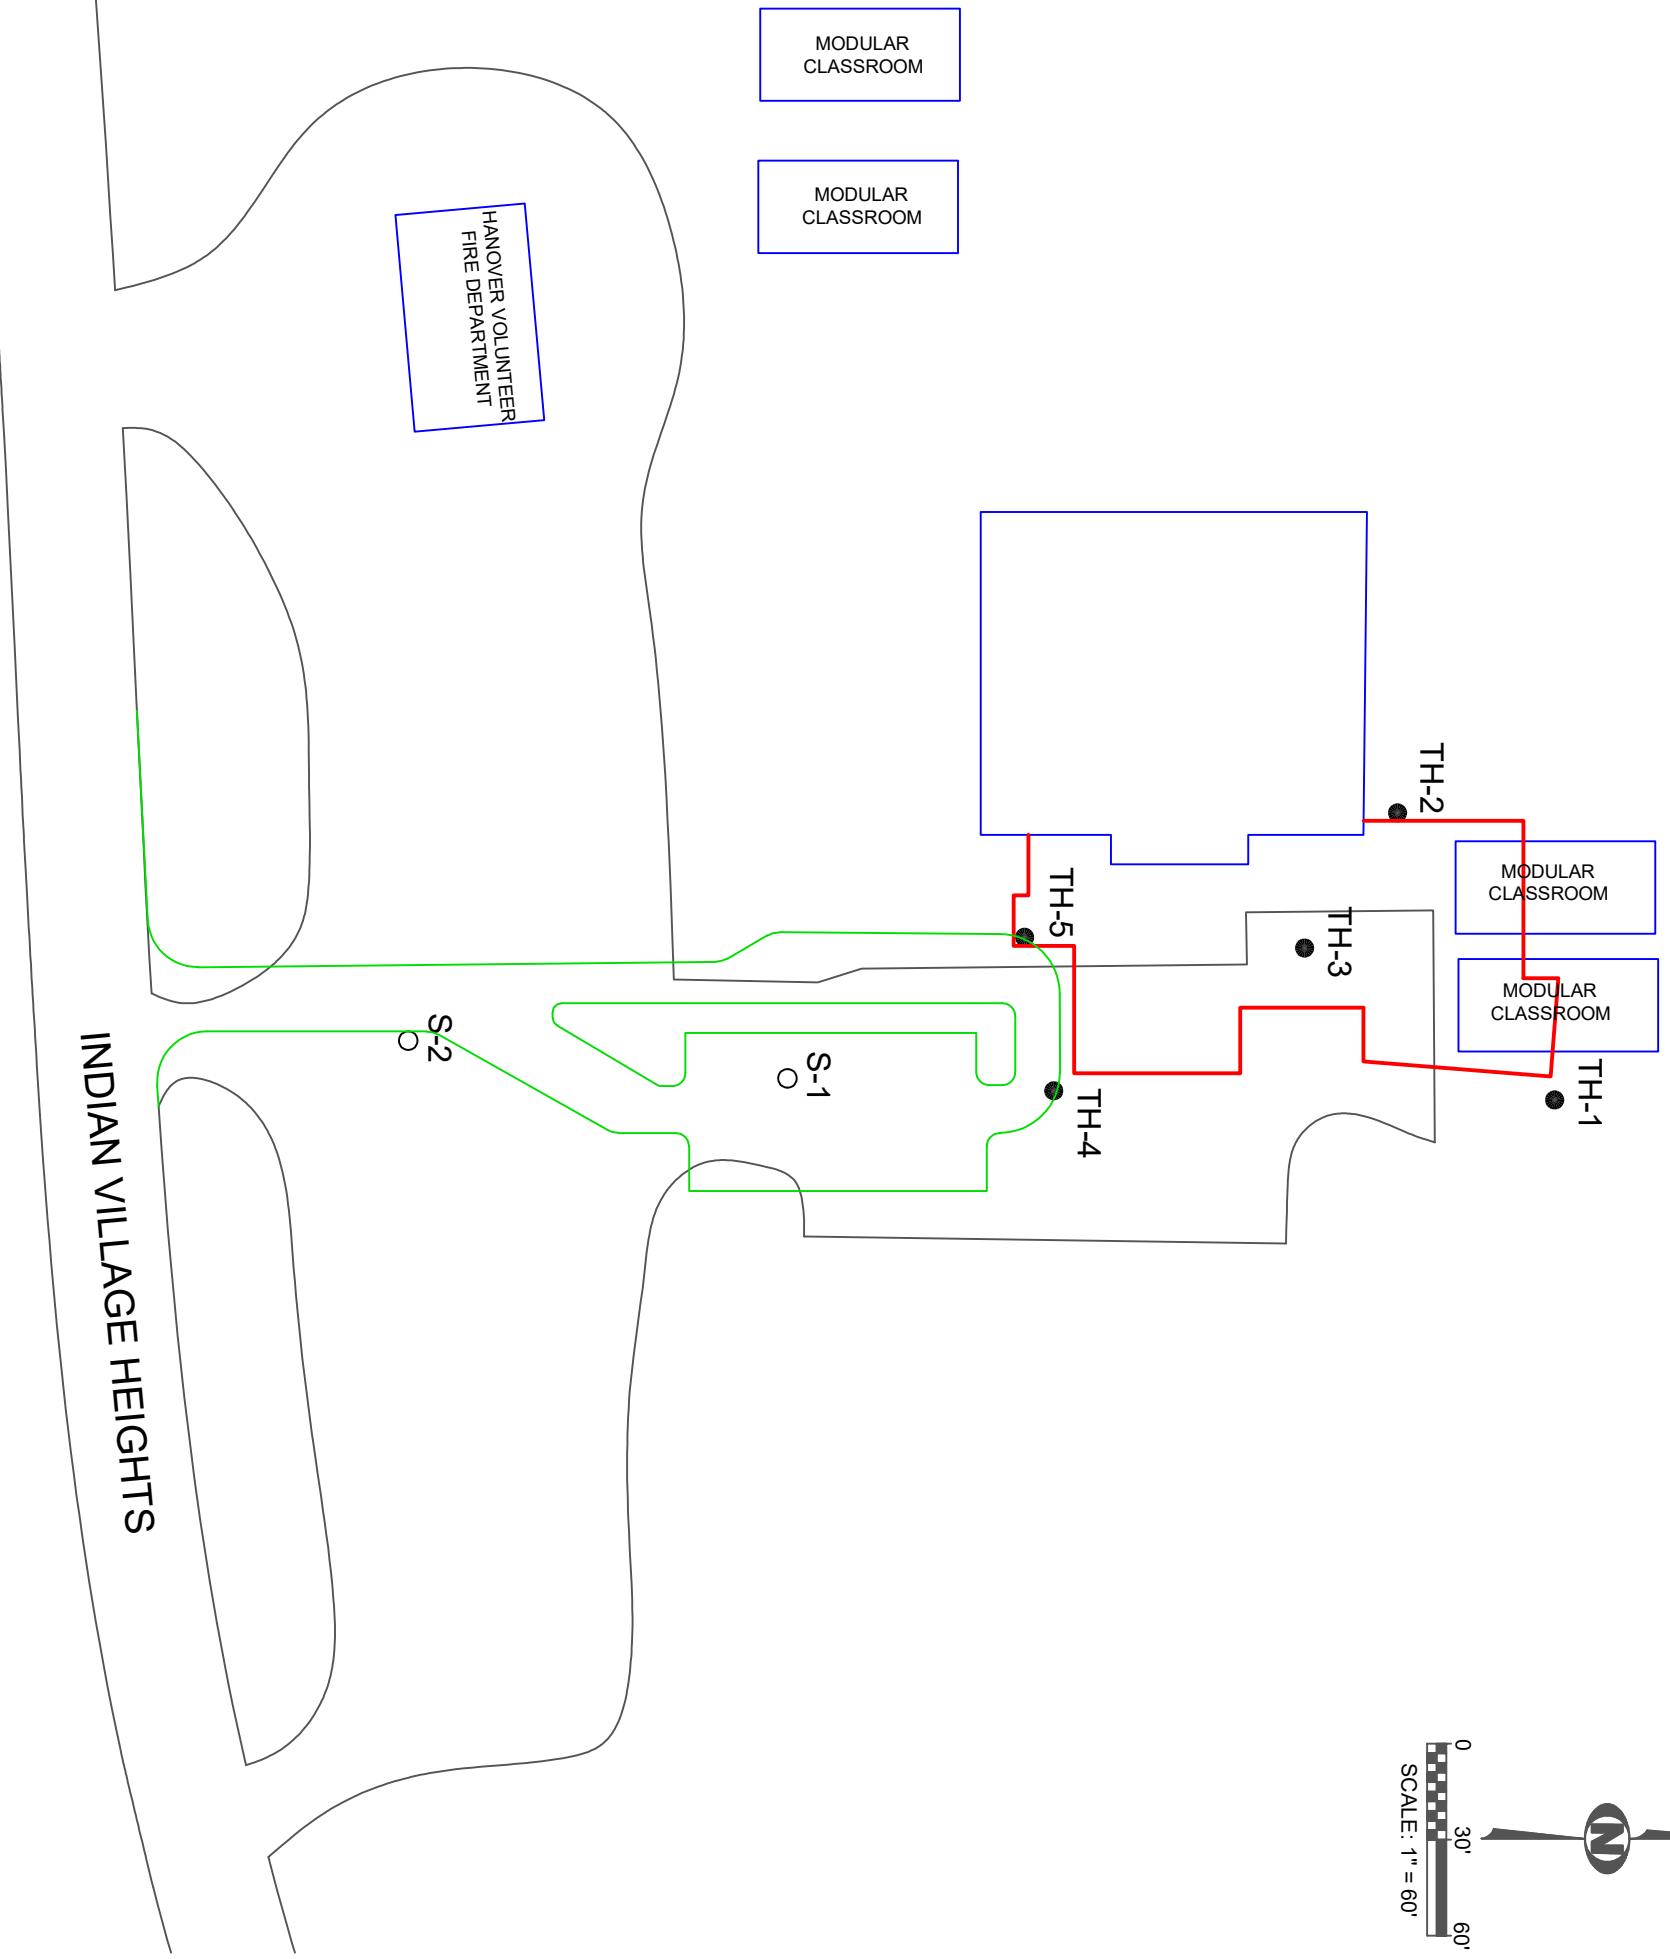 MODULAR
CLASSROOM
MODULAR
CLASSROOM
HANOVER VOLUNTEER
FIRE DEPARTMENT
TH-2
MODULAR
CLASSROOM
TH-5
TH-3
MODULAR
CLASSROOM
S-2
S-1
TH-4
TH-1
INDIAN VILLAGE HEIGHTS
0
30'
60'
SCALE: 1" = 60'
N